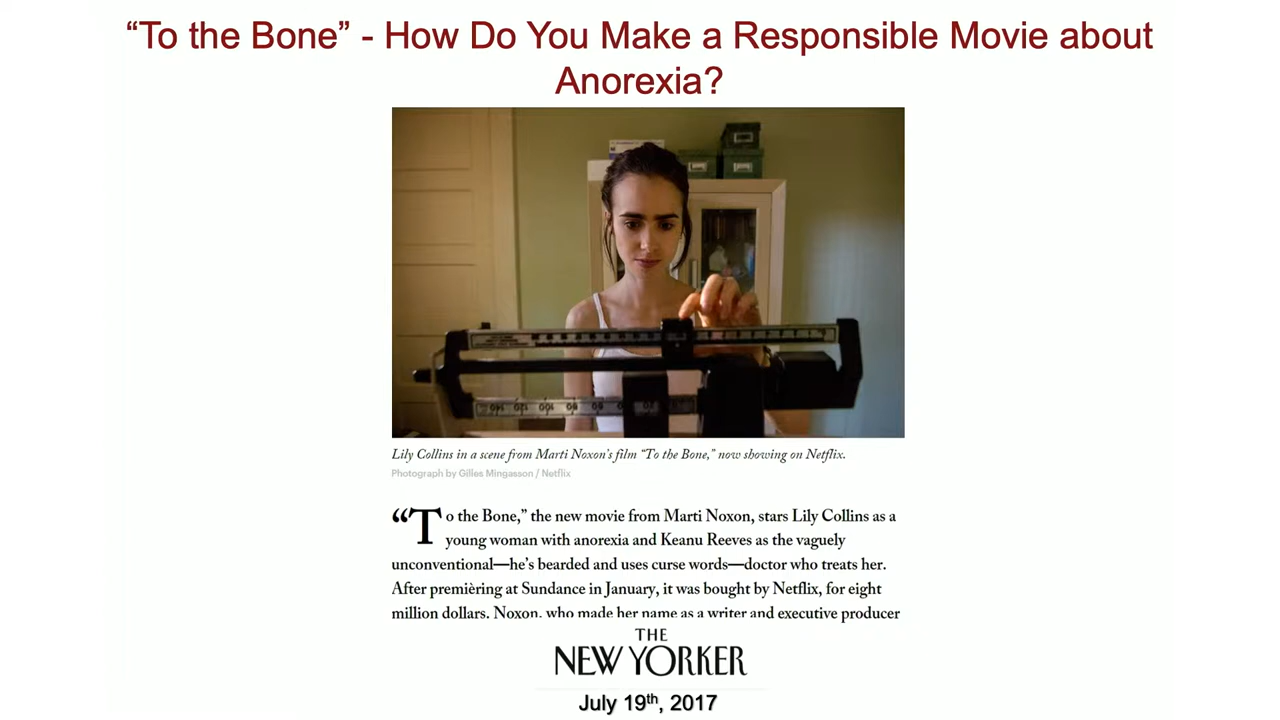 “To the Bone” - How Do You Make a Responsible Movie about
Anorexia?
140 120 100 80 60
Lily Collins in a scene from Marti Noxon’s film “To the Bone,” now showing on Netflix.
Photograph by Gilles Mingasson / Netflix
“To the Bone,” the new movie from Marti Noxon, stars Lily Collins as a
young woman with anorexia and Keanu Reeves as the vaguely
unconventional—he’s bearded and uses curse words—doctor who treats her.
After premièring at Sundance in January, it was bought by Netflix, for eight
million dollars. Noxon, who made her name as a writer and executive producer
THE
NEW YORKER
July 19th, 2017